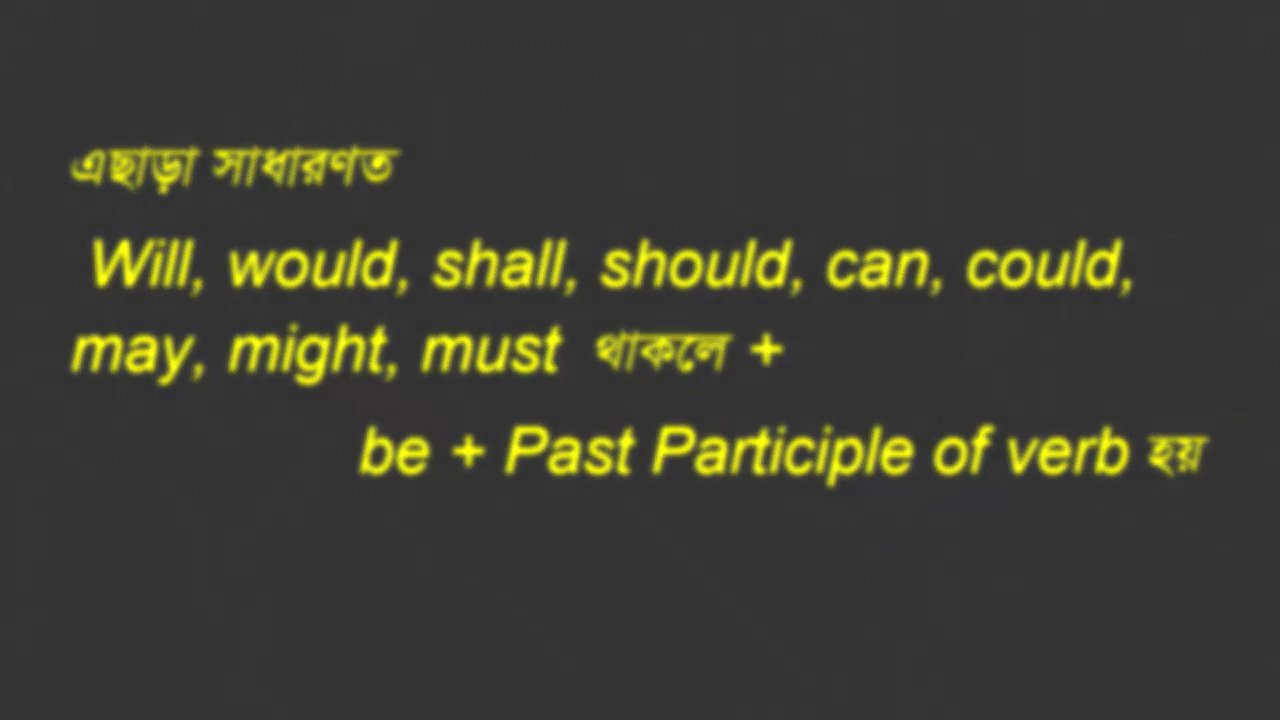 এছাড়া সাধারণত
Will, would, shall, should, can, could,
may, might, must থাকলে +
be + Past Participle of verb হয়